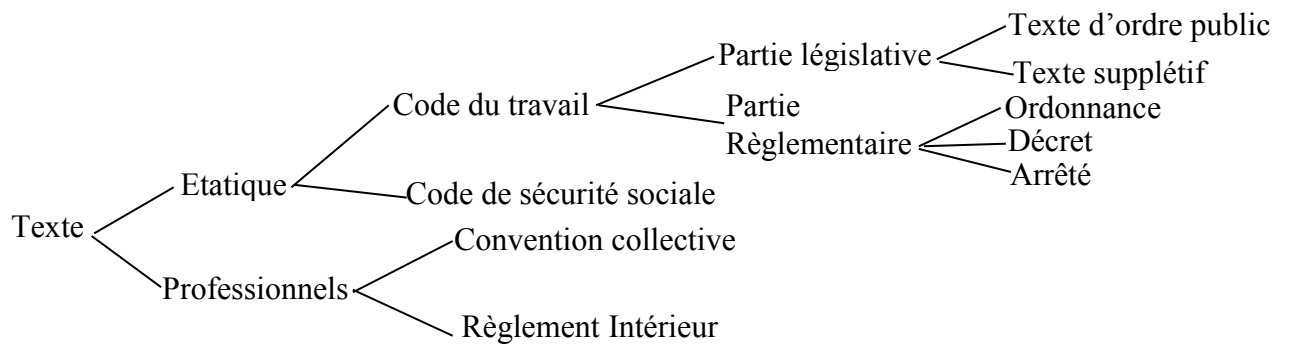 Texte d’ordre public
Partie législative
Texte supplétif
Code du travail
Partie
Règlementaire
Ordonnance
Décret
Arrêté
Etatique
Code de sécurité sociale
Texte
Convention collective
Professionnels
Règlement Intérieur